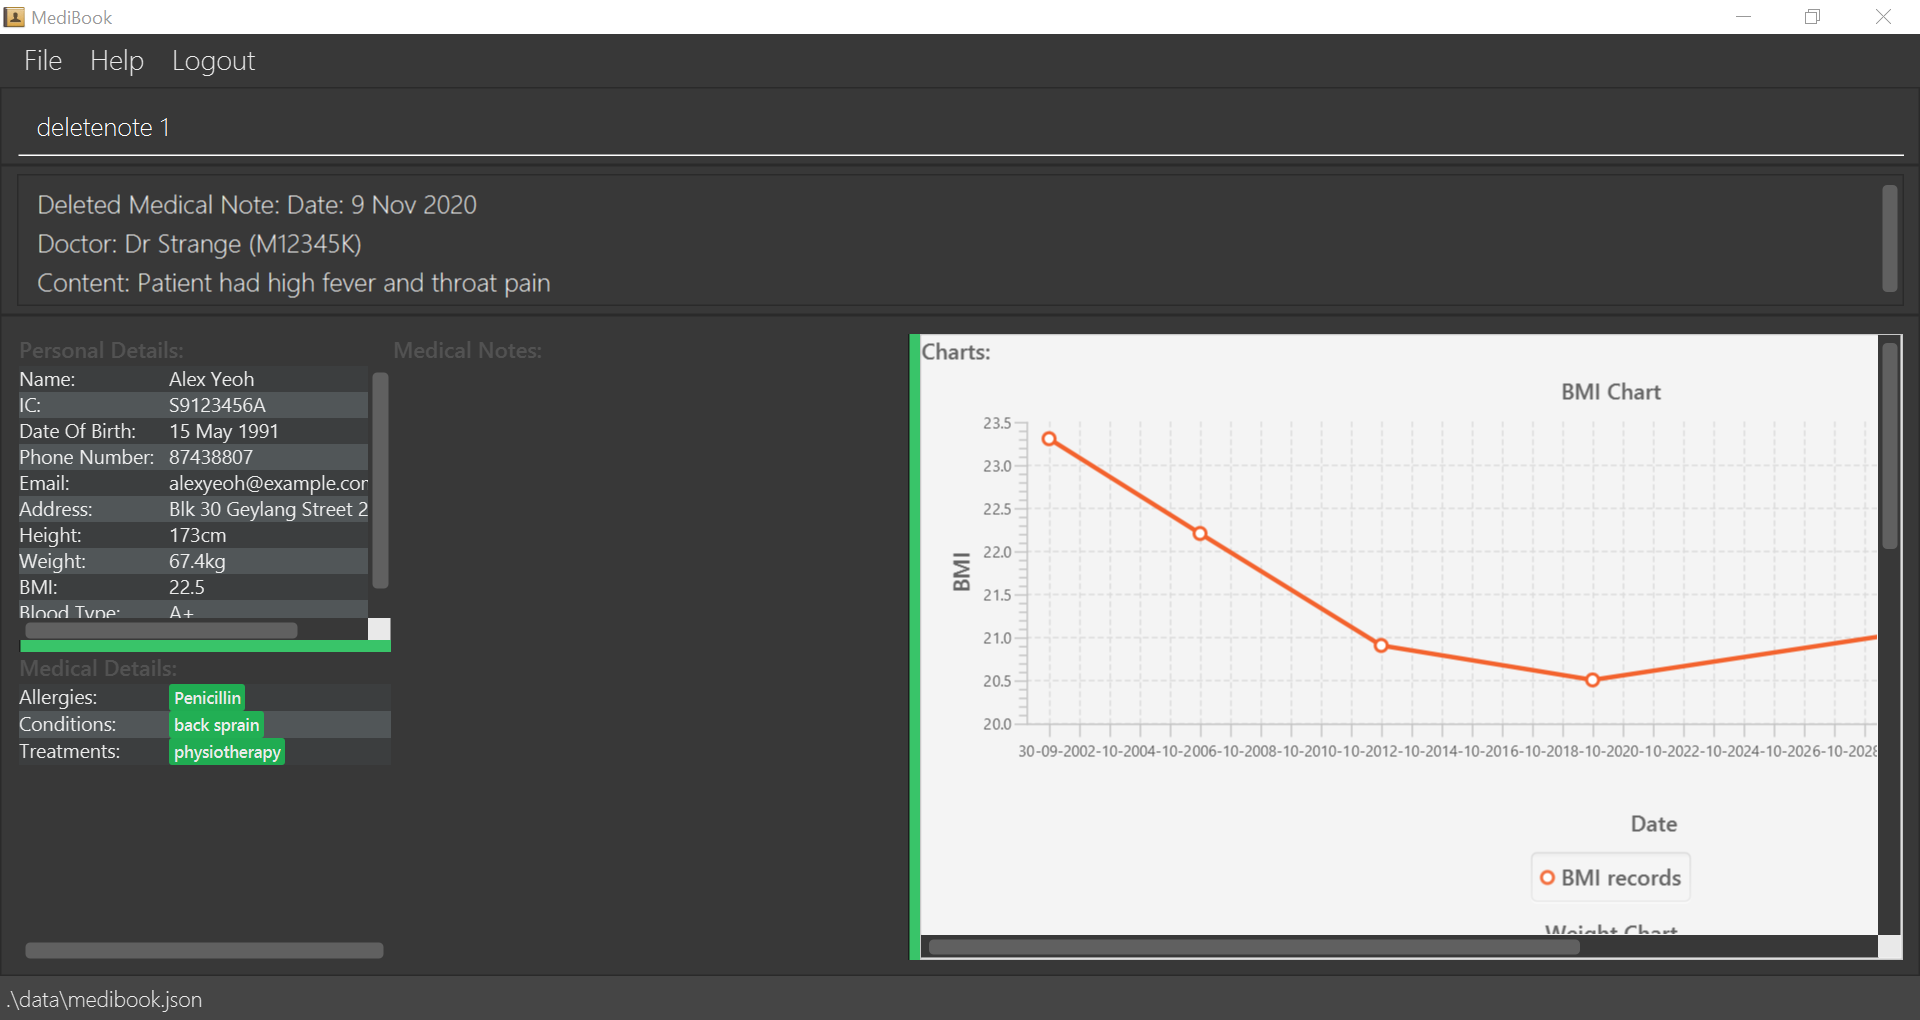 MediBook
File Help Logout
deletenote 1
Deleted Medical Note: Date: 9 Nov 2020
Doctor: Dr Strange (M12345K)
Content: Patient had high fever and throat pain
Personal Details:
Name: Alex Yeoh
IC: S9123456A
Date Of Birth: 15 May 1991
Phone Number: 87438807
Email: alexyeoh@example.com
Address: Blk 30 Geylang Street 2
Height: 173cm
Weight: 67.4kg
BMI: 22.5
Blood Type: A+
Medical Details:
Allergies: Penicillin
Conditions: back sprain
Treatments: physiotherapy
Medical Notes:
Charts:
BMI Chart
23.5
23.0
22.5
22.0
21.5
21.0
20.5
20.0
BMI
30-09-2002-10-2004-10-2006-10-2008-10-2010-10-2012-10-2014-10-2016-10-2018-10-2020-10-2022-10-2024-10-2026-10-2028
Date
BMI records
Weight Chart
.\data\medibook.json